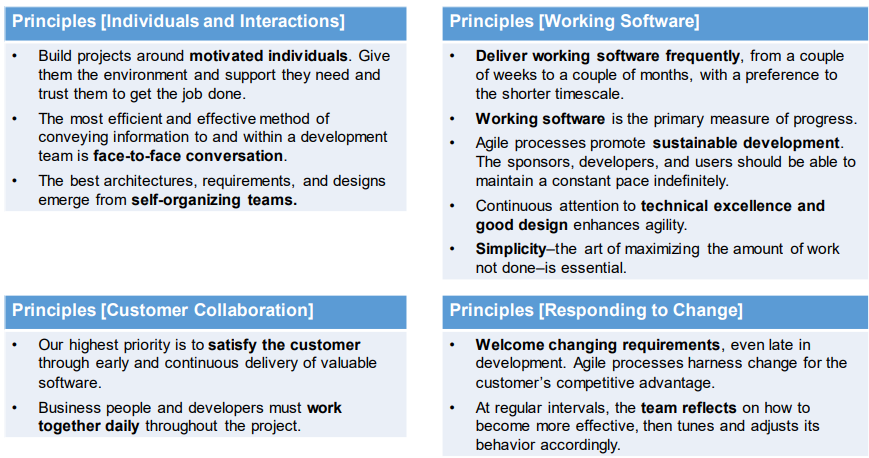 Principles [Individuals and Interactions]
• Build projects around motivated individuals. Give
them the environment and support they need and
trust them to get the job done.
• The most efficient and effective method of
conveying information to and within a development
team is face-to-face conversation.
• The best architectures, requirements, and designs
emerge from self-organizing teams.
Principles [Working Software]
• Deliver working software frequently, from a couple
of weeks to a couple of months, with a preference to
the shorter timescale.
• Working software is the primary measure of progress.
• Agile processes promote sustainable development.
The sponsors, developers, and users should be able to
maintain a constant pace indefinitely.
• Continuous attention to technical excellence and
good design enhances agility.
• Simplicity–the art of maximizing the amount of work
not done–is essential.
Principles [Customer Collaboration]
• Our highest priority is to satisfy the customer
through early and continuous delivery of valuable
software.
• Business people and developers must work
together daily throughout the project.
Principles [Responding to Change]
• Welcome changing requirements, even late in
development. Agile processes harness change for the
customer’s competitive advantage.
• At regular intervals, the team reflects on how to
become more effective, then tunes and adjusts its
behavior accordingly.